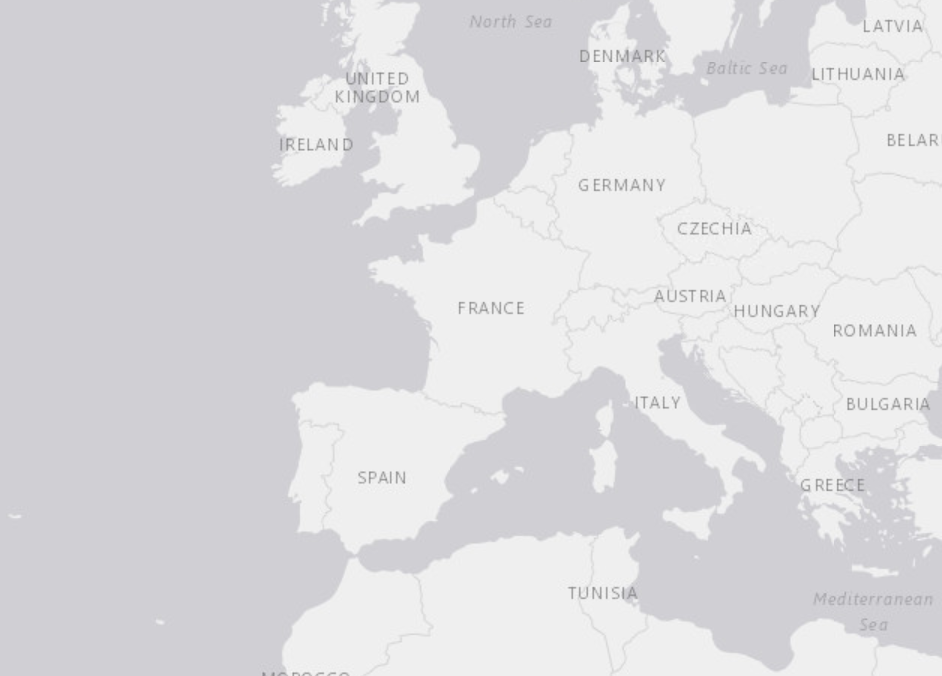 North Sea
LATVIA
DENMARK
Baltic Sea
LITHUANIA
UNITED
KINGDOM
BELAR
IRELAND
GERMANY
CZECHIA
AUSTRIA
FRANCE
HUNGARY
ROMANIA
ITALY
BULGARIA
SPAIN
GREECE
TUNISIA
Mediterranean
Sea
MOROCCO